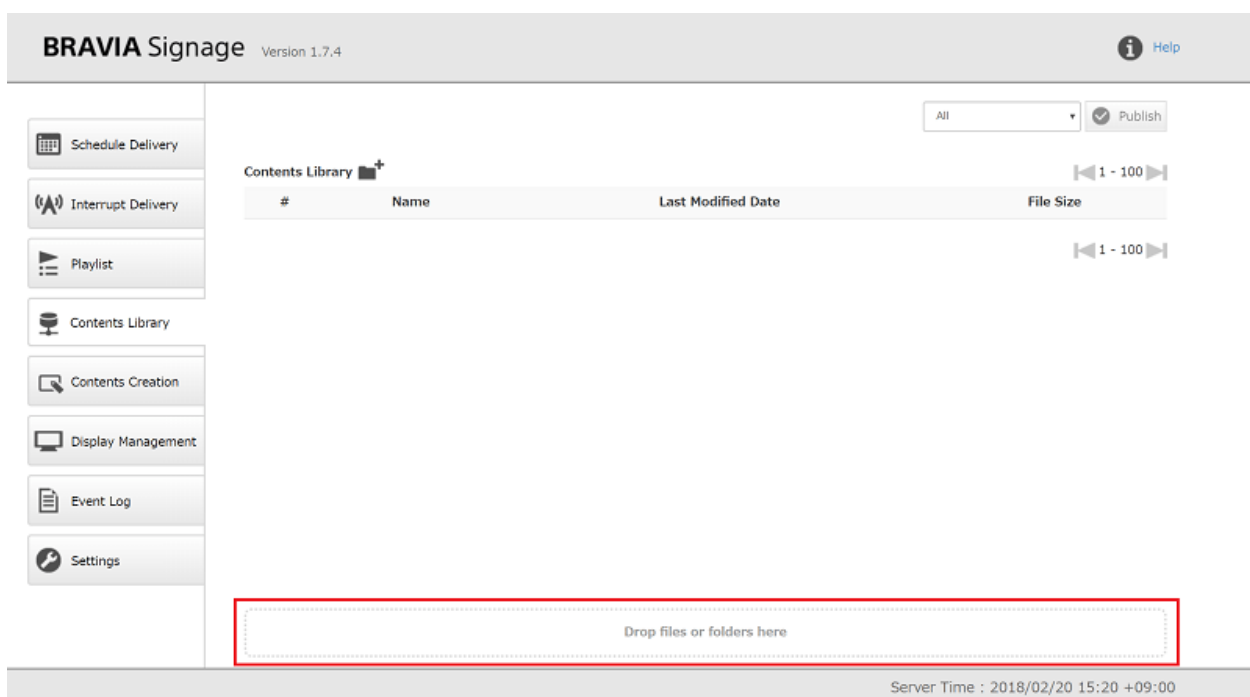 BRAVIA Signage Version 1.7.4
Help
All
Publish
Schedule Delivery
Interrupt Delivery
Playlist
Contents Library
Contents Creation
Display Management
Event Log
Settings
Contents Library
1 - 100
# Name Last Modified Date File Size
1 - 100
Drop files or folders here
Server Time : 2018/02/20 15:20 +09:00